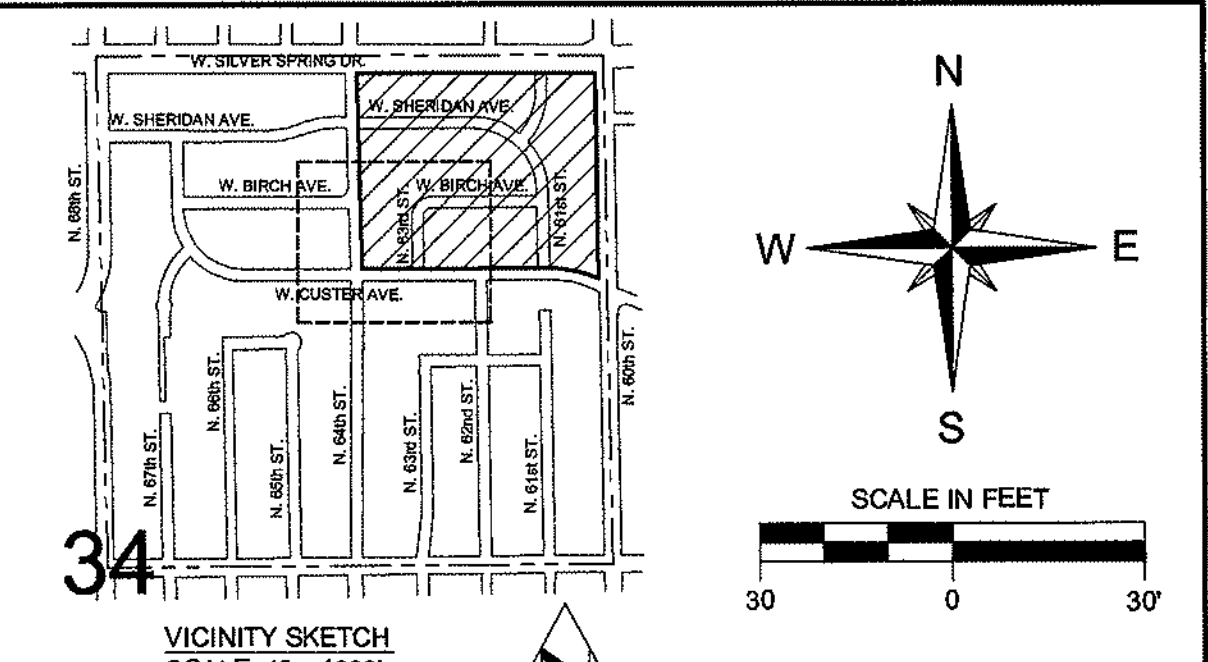 W. SILVER SPRING DR.
W. SHERIDAN AVE.
W. SHERIDAN AVE.
N. 68th ST.
W. BIRCH AVE.
W. BIRCH AVE.
N. 63rd ST.
N. 61st ST.
W. CUSTER AVE.
N. 60th ST.
N. 67th ST.
N. 66th ST.
N. 65th ST.
N. 64th ST.
N. 63rd ST.
N. 62nd ST.
N. 61st ST.
34
VICINITY SKETCH
N
W
E
S
SCALE IN FEET
30 0 30'